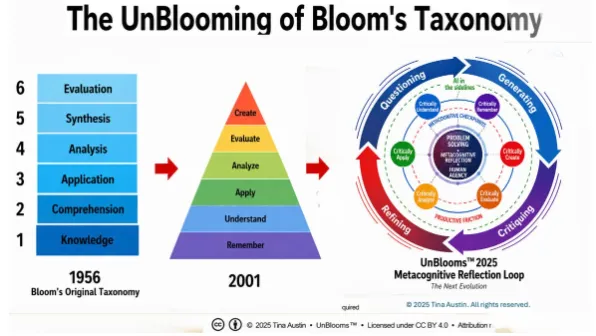 The UnBlooming of Bloom's Taxonomy
6 Evaluation
5 Synthesis
4 Analysis
3 Application
2 Comprehension
1 Knowledge
1956
Bloom's Original Taxonomy
Create
Evaluate
Analyze
Apply
Understand
Remember
2001
Questioning
Generating
Critiquing
Refining
AI in
the sidelines
Critically
Understand
Critically
Remember
METACOGNITIVE CHECKPOINTS
Critically
Apply
PROBLEM
SOLVING
METACOGNITIVE
REFLECTION
HUMAN
AGENCY
Critically
Create
Critically
Analyze
Critically
Evaluate
PRODUCTIVE FRICTION
UnBlooms™ 2025
Metacognitive Reflection Loop
The Next Evolution
© 2025 Tina Austin. All rights reserved.
quired
© 2025 Tina Austin • UnBlooms™ • Licensed under CC BY 4.0 • Attribution r